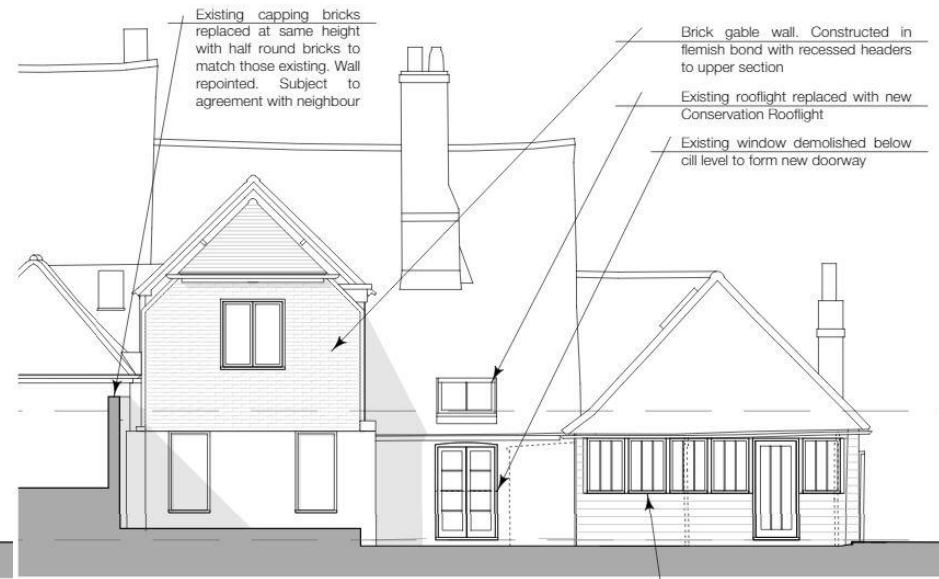 Existing capping bricks
replaced at same height
with half round bricks to
match those existing. Wall
repointed. Subject to
agreement with neighbour
Brick gable wall. Constructed in
flemish bond with recessed headers
to upper section
Existing rooflight replaced with new
Conservation Rooflight
Existing window demolished below
cill level to form new doorway